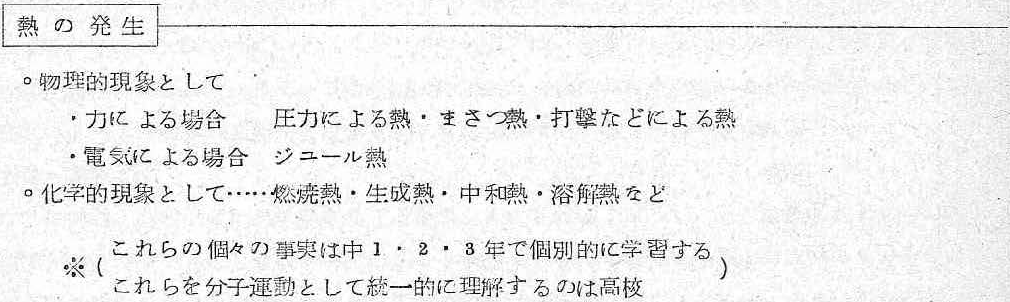 熱の発生
○物理的現象として
・力による場合　圧力による熱・まさつ熱・打撃などによる熱
・電気による場合　ジュール熱
○化学的現象として……燃焼熱・生成熱・中和熱・溶解熱など
※（これらの個々の事実は中1・2・3年で個別的に学習する
これらを分子運動として統一的に理解するのは高校）